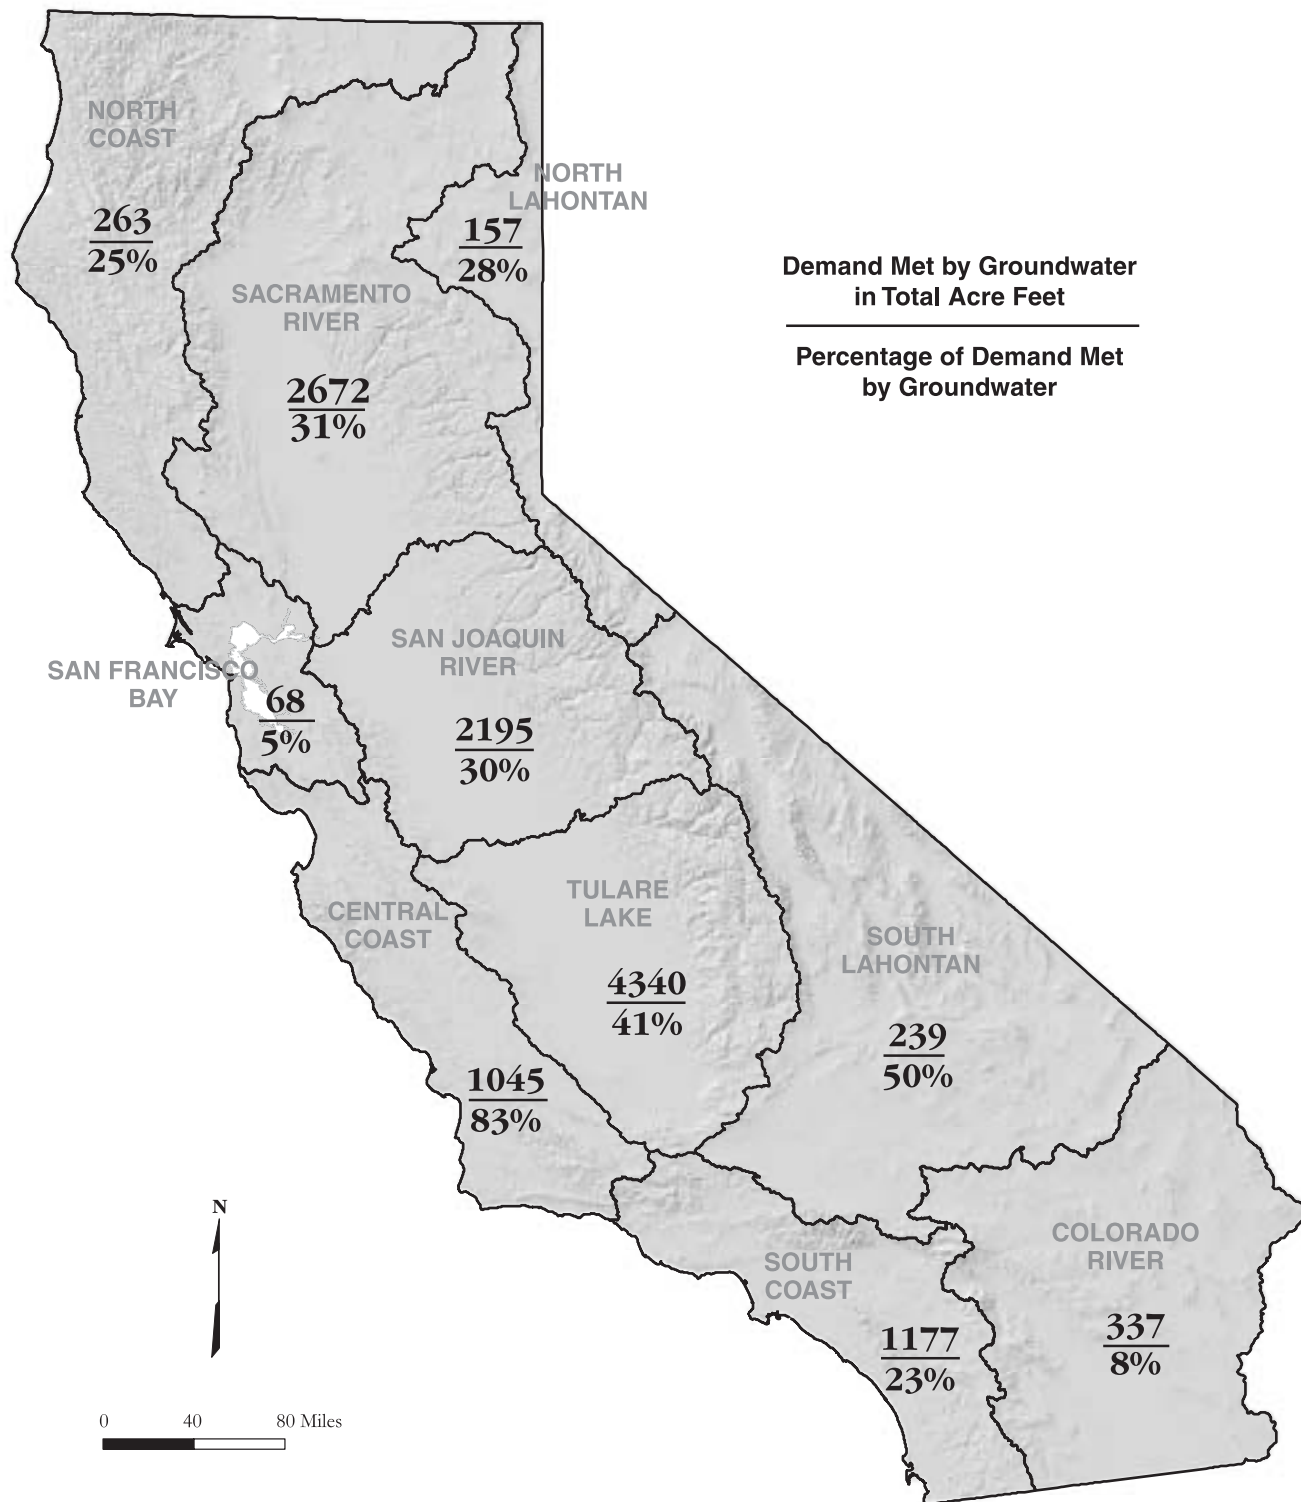 NORTH
COAST
263
25%
NORTH
LAHONTAN
157
28%
SACRAMENTO
RIVER
2672
31%
Demand Met by Groundwater
in Total Acre Feet
Percentage of Demand Met
by Groundwater
SAN FRANCISCO
BAY
68
5%
SAN JOAQUIN
RIVER
2195
30%
CENTRAL
COAST
1045
83%
TULARE
LAKE
4340
41%
SOUTH
LAHONTAN
239
50%
SOUTH
COAST
1177
23%
COLORADO
RIVER
337
8%
N
0 40 80 Miles